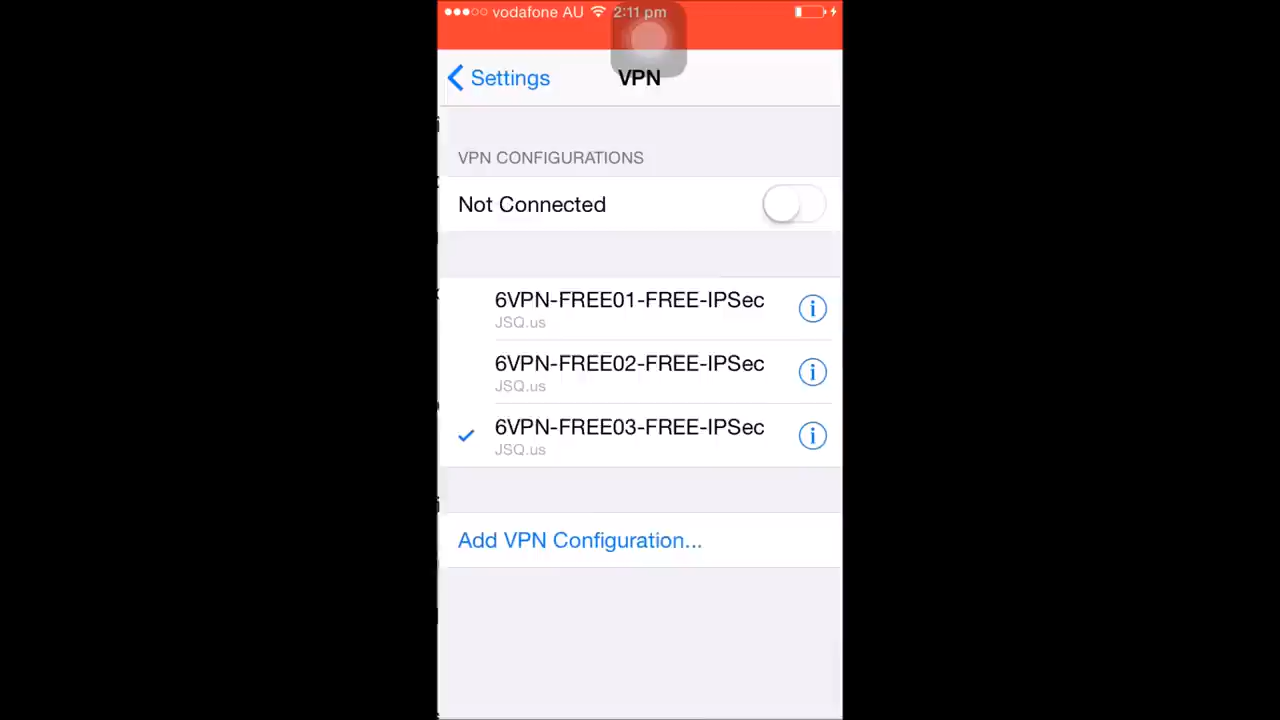 vodafone AU 2:11 pm
Settings VPN
VPN CONFIGURATIONS
Not Connected
6VPN-FREE01-FREE-IPSec
JSQ.us
6VPN-FREE02-FREE-IPSec
JSQ.us
6VPN-FREE03-FREE-IPSec
JSQ.us
Add VPN Configuration...